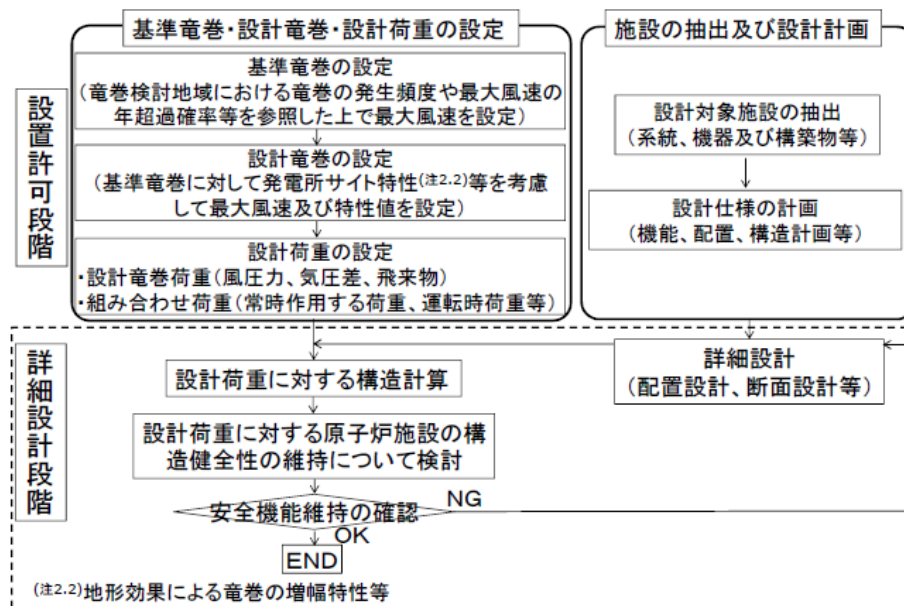 基準竜巻・設計竜巻・設計荷重の設定
基準竜巻の設定
(竜巻検討地域における竜巻の発生頻度や最大風速の
年超過確率等を参照した上で最大風速を設定)
設計竜巻の設定
(基準竜巻に対して発電所サイト特性(注2.2)等を考慮
して最大風速及び特性値を設定)
設計荷重の設定
・設計竜巻荷重(風圧力、気圧差、飛来物)
・組み合わせ荷重(常時作用する荷重、運転時荷重等)
施設の抽出及び設計計画
設計対象施設の抽出
(系統、機器及び構築物等)
設計仕様の計画
(機能、配置、構造計画等)
設置許可段階
詳細設計段階
設計荷重に対する構造計算
詳細設計
(配置設計、断面設計等)
設計荷重に対する原子炉施設の構
造健全性の維持について検討
安全機能維持の確認
NG
OK
END
(注2.2)地形効果による竜巻の増幅特性等